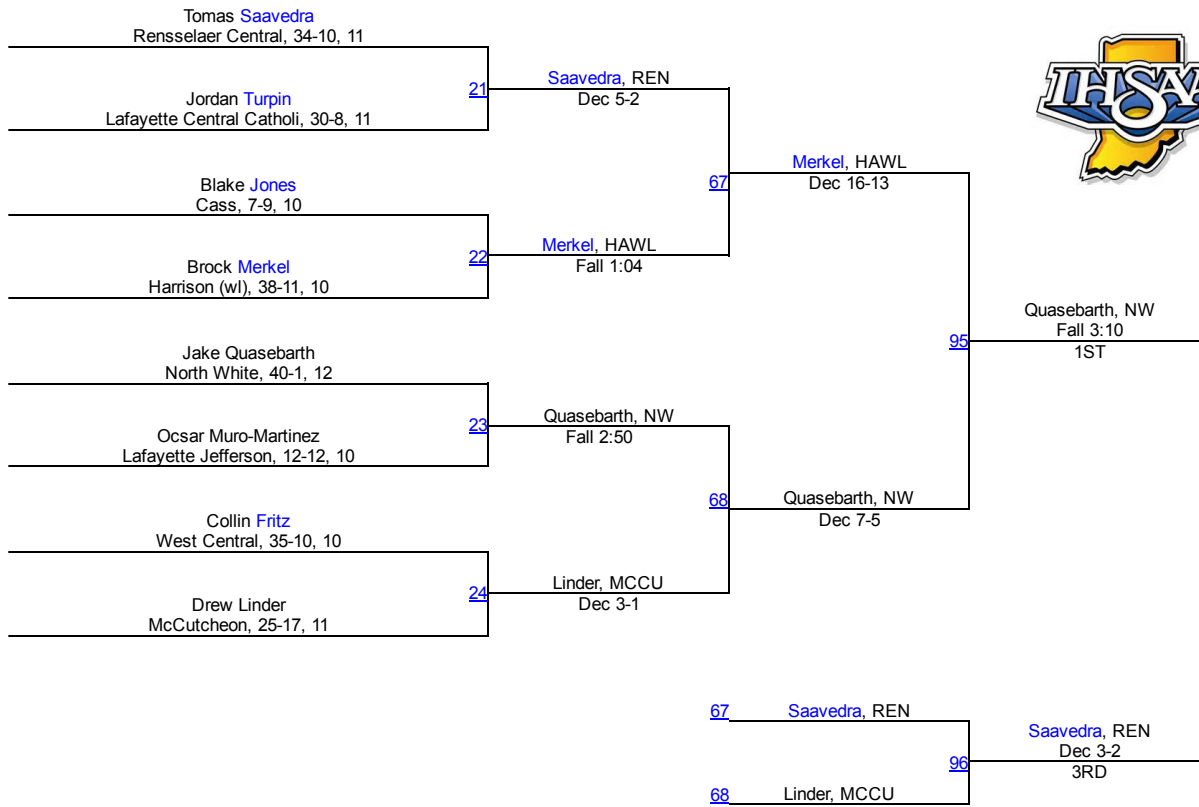 Tomas Saavedra
Rensselaer Central, 34-10, 11
21
Jordan Turpin
Lafayette Central Catholi, 30-8, 11
Saavedra, REN
Dec 5-2
Blake Jones
Cass, 7-9, 10
22
Brock Merkel
Harrison (wl), 38-11, 10
Merkel, HAWL
Fall 1:04
67
Merkel, HAWL
Dec 16-13
IHSAA
Jake Quasebarth
North White, 40-1, 12
23
Ocsar Muro-Martinez
Lafayette Jefferson, 12-12, 10
Quasebarth, NW
Fall 2:50
Collin Fritz
West Central, 35-10, 10
24
Drew Linder
McCutcheon, 25-17, 11
Linder, MCCU
Dec 3-1
68
Quasebarth, NW
Dec 7-5
95
Quasebarth, NW
Fall 3:10
1ST
67
Saavedra, REN
68
Linder, MCCU
96
Saavedra, REN
Dec 3-2
3RD